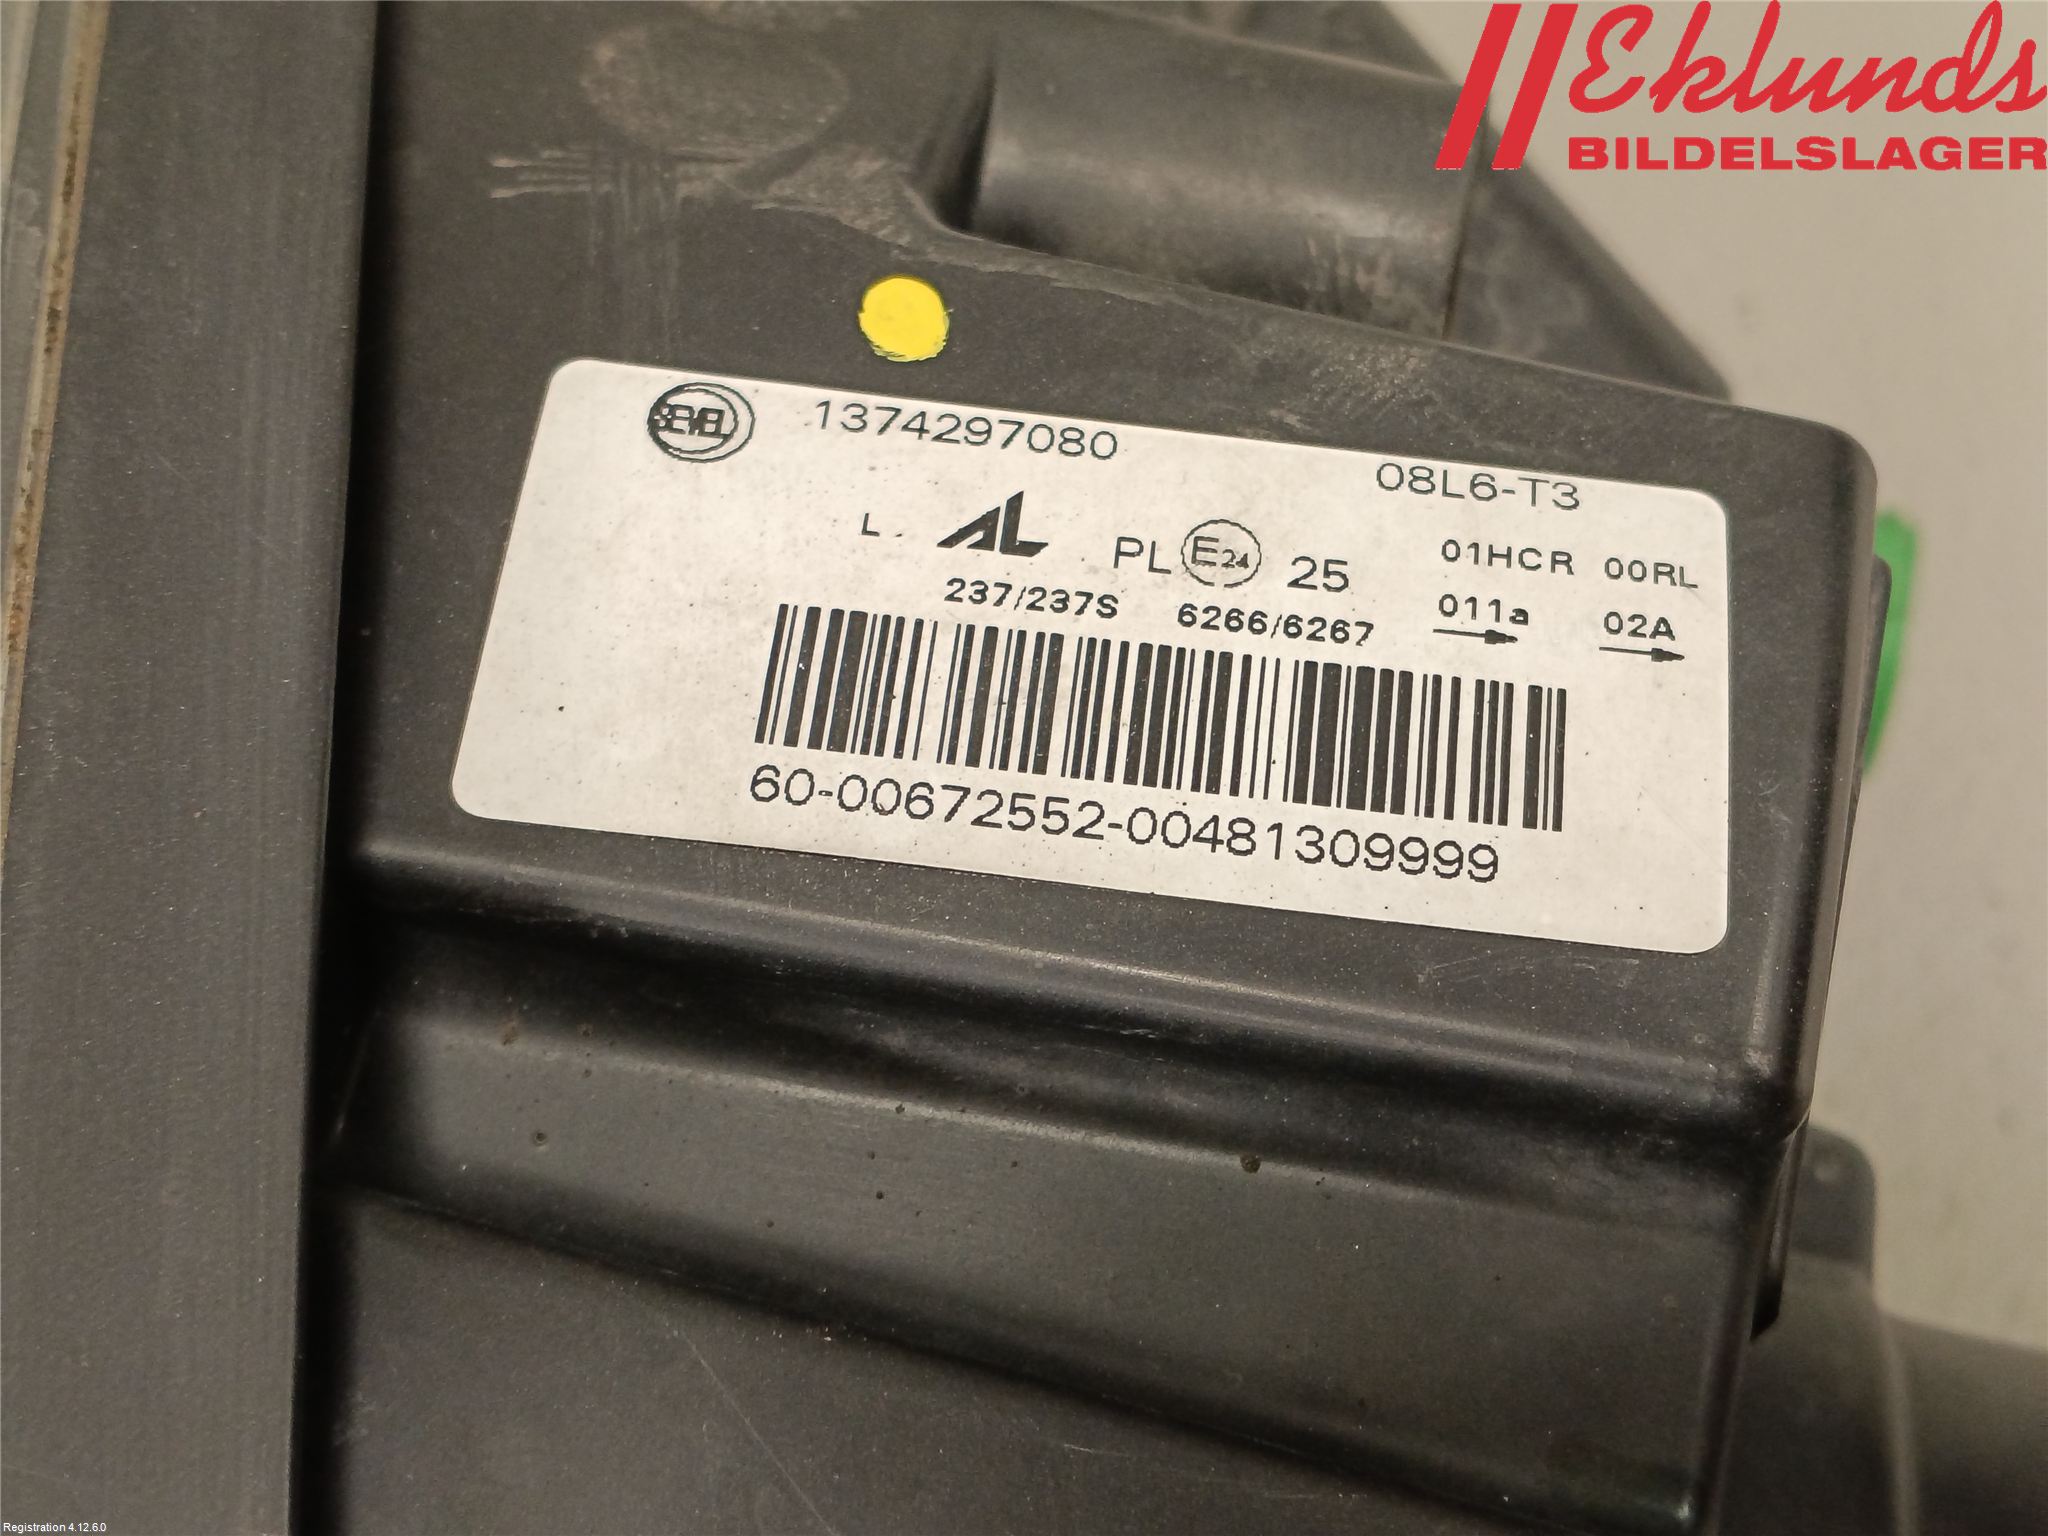 Eklunds
BILDELSLAGER
SEVEL 1374297080
08L6-T3
L. AL PL E24 25 01HCR 00RL
237/237S 6266/6267 011a 02A
60-00672552-00481309999
Registration 4.12.6.0